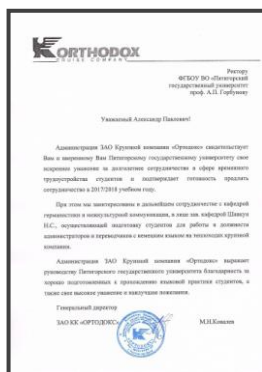 ORTHODOX
CRUISE COMPANY
Ректору
ФГБОУ ВО «Пятигорский
государственный университет
проф. А.П. Горбунову
Уважаемый Александр Павлович!
Администрация ЗАО Круизной компании «Ортодокс» свидетельствует
Вам и вверенному Вам Пятигорскому государственному университету свое
искреннее уважение за долголетнее сотрудничество в сфере временного
трудоустройства студентов и подтверждает готовность продлить
сотрудничество в 2017/2018 учебном году.
При этом мы заинтересованы в дальнейшем сотрудничестве с кафедрой
германистики и межкультурной коммуникации, в лице зав. кафедрой
Н.С., осуществляющей подготовку студентов для работы в должности
администраторов и переводчиков с немецким языком на теплоходах круизной
компании.
Администрация ЗАО Круизной компании «Ортодокс» выражает
руководству Пятигорского государственного университета благодарность за
хорошо подготовленных к прохождению языковой практики студентов, а
также свое высокое уважение и наилучшие пожелания.
Генеральный директор
ЗАО КК «ОРТОДОКС»
М.И.Ковалев